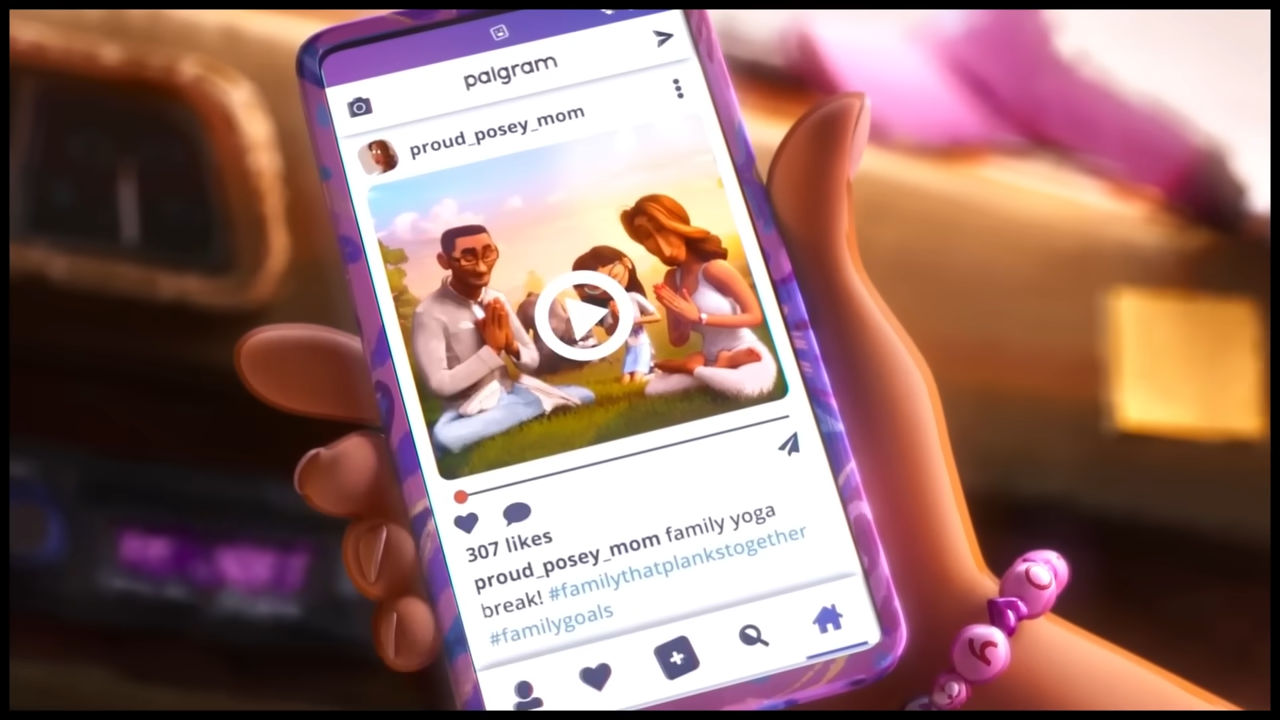 palgram
proud_posey_mom
307 likes
proud_posey_mom family yoga
break! #familythatplankstogether
#familygoals